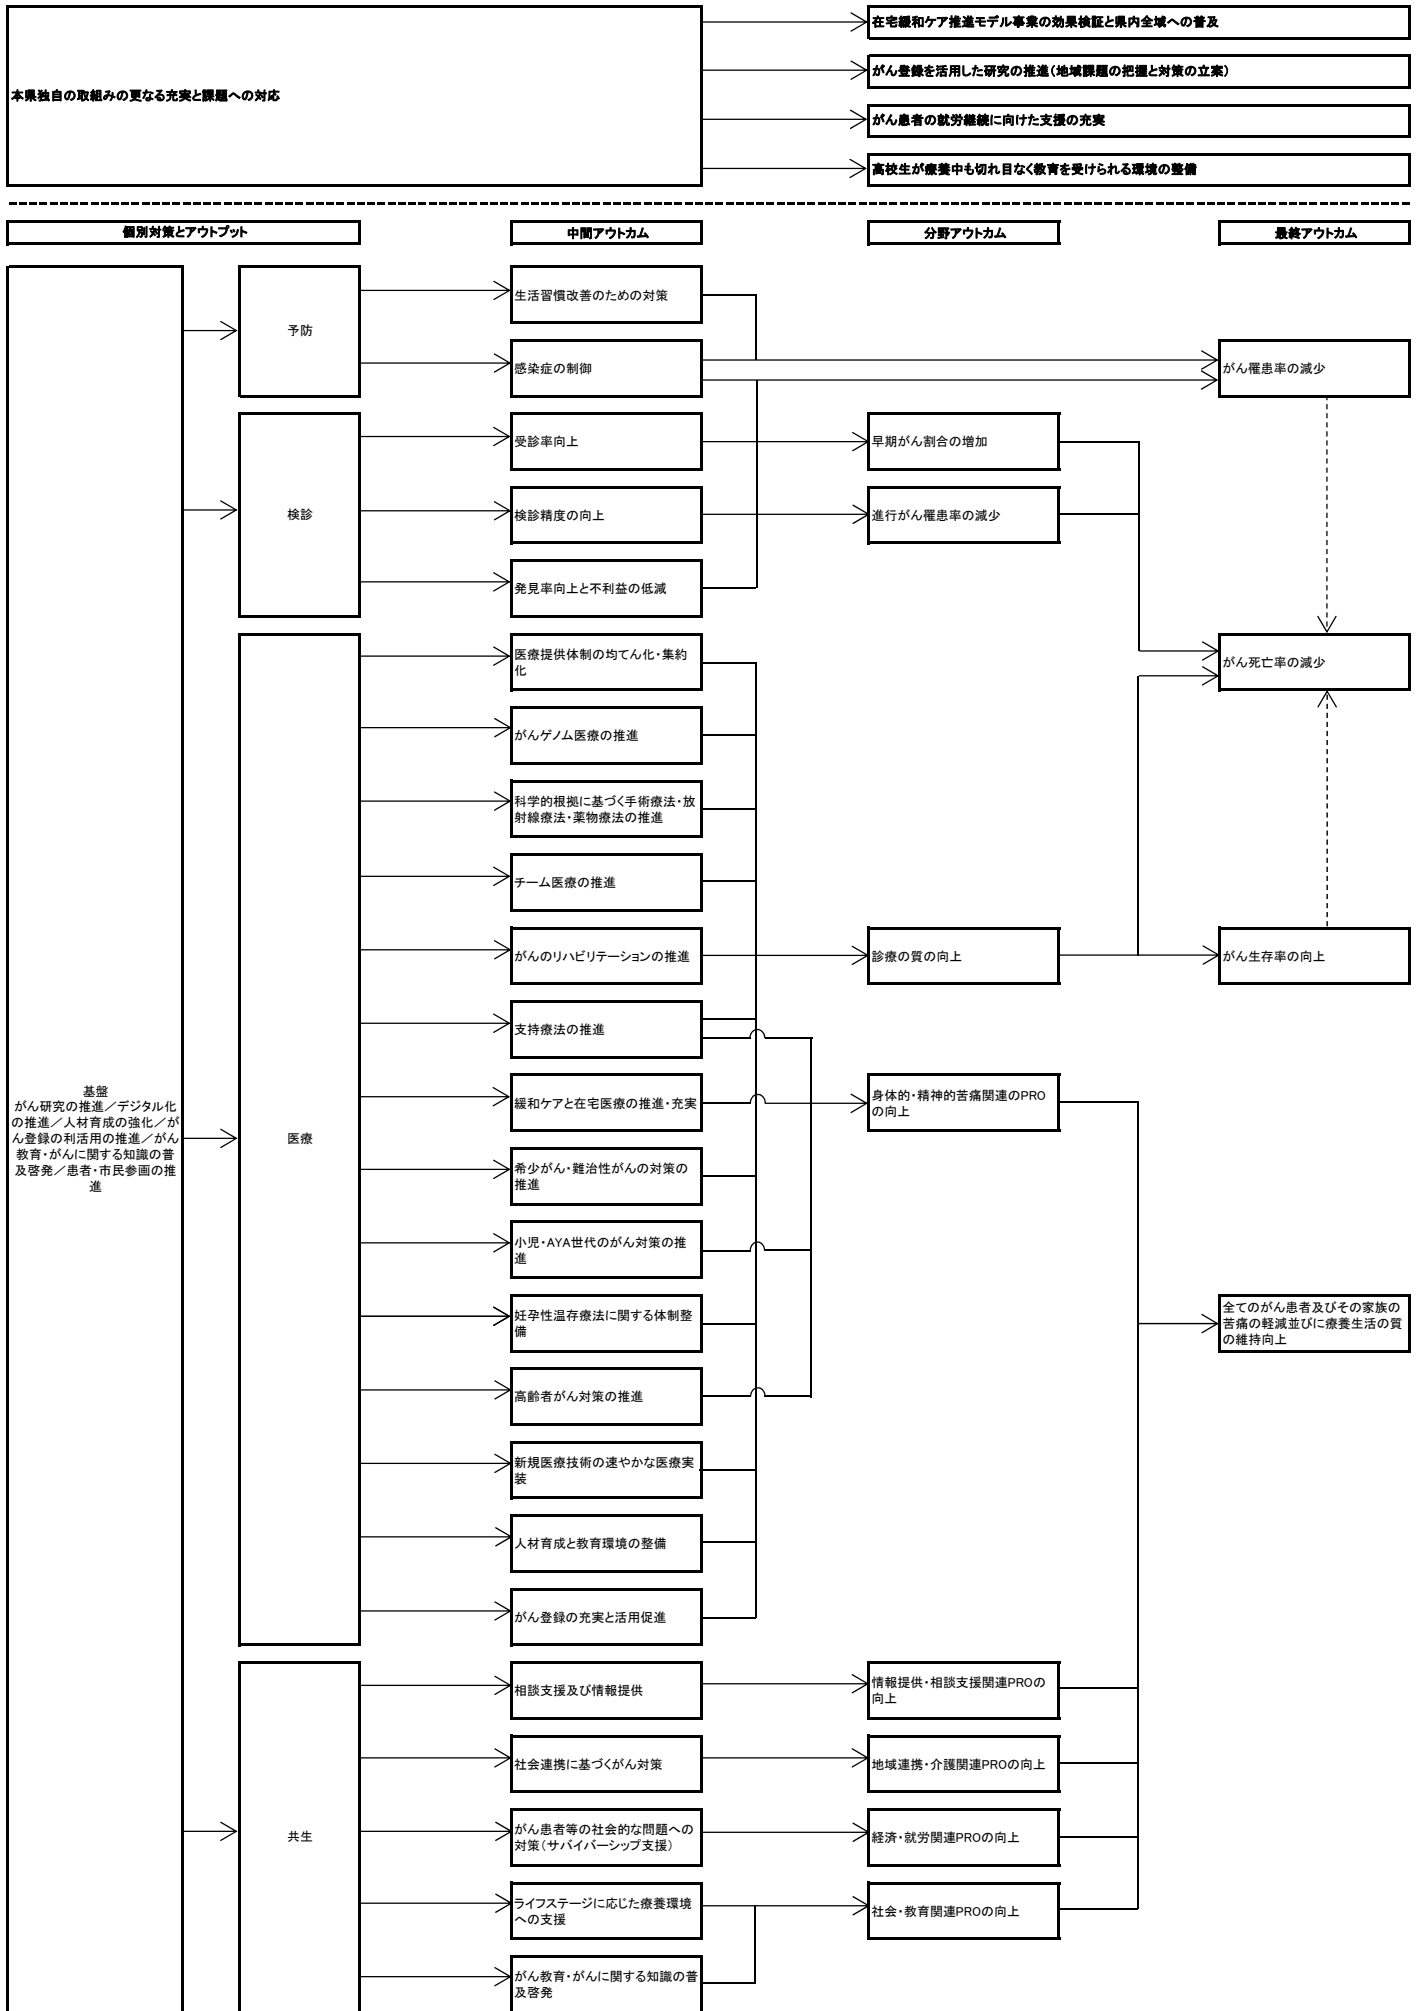 本県独自の取組みの更なる充実と課題への対応
在宅緩和ケア推進モデル事業の効果検証と県内全域への普及
がん登録を活用した研究の推進（地域課題の把握と対策の立案）
がん患者の就労継続に向けた支援の充実
高校生が療養中も切れ目なく教育を受けられる環境の整備
個別対策とアウトプット
中間アウトカム
分野アウトカム
最終アウトカム
基盤
がん研究の推進／デジタル化
の推進／人材育成の強化／が
ん登録の利活用の推進／がん
教育・がんに関する知識の普
及啓発／患者・市民参画の推
進
予防
検診
医療
共生
生活習慣改善のための対策
感染症の制御
受診率向上
検診精度の向上
発見率向上と不利益の低減
医療提供体制の均てん化・集約
化
がんゲノム医療の推進
科学的根拠に基づく手術療法・放
射線療法・薬物療法の推進
チーム医療の推進
がんのリハビリテーションの推進
支持療法の推進
緩和ケアと在宅医療の推進・充実
希少がん・難治性がんの対策の
推進
小児・AYA世代のがん対策の推
進
妊孕性温存療法に関する体制整
備
高齢者がん対策の推進
新規医療技術の速やかな医療実
装
人材育成と教育環境の整備
がん登録の充実と活用促進
相談支援及び情報提供
社会連携に基づくがん対策
がん患者等の社会的な問題への
対策（サバイバーシップ支援）
ライフステージに応じた療養環境
への支援
がん教育・がんに関する知識の普
及啓発
早期がん割合の増加
進行がん罹患率の減少
診療の質の向上
身体的・精神的苦痛関連のPRO
の向上
情報提供・相談支援関連PROの
向上
地域連携・介護関連PROの向上
経済・就労関連PROの向上
社会・教育関連PROの向上
がん罹患率の減少
がん死亡率の減少
がん生存率の向上
全てのがん患者及びその家族の
苦痛の軽減並びに療養生活の質
の維持向上